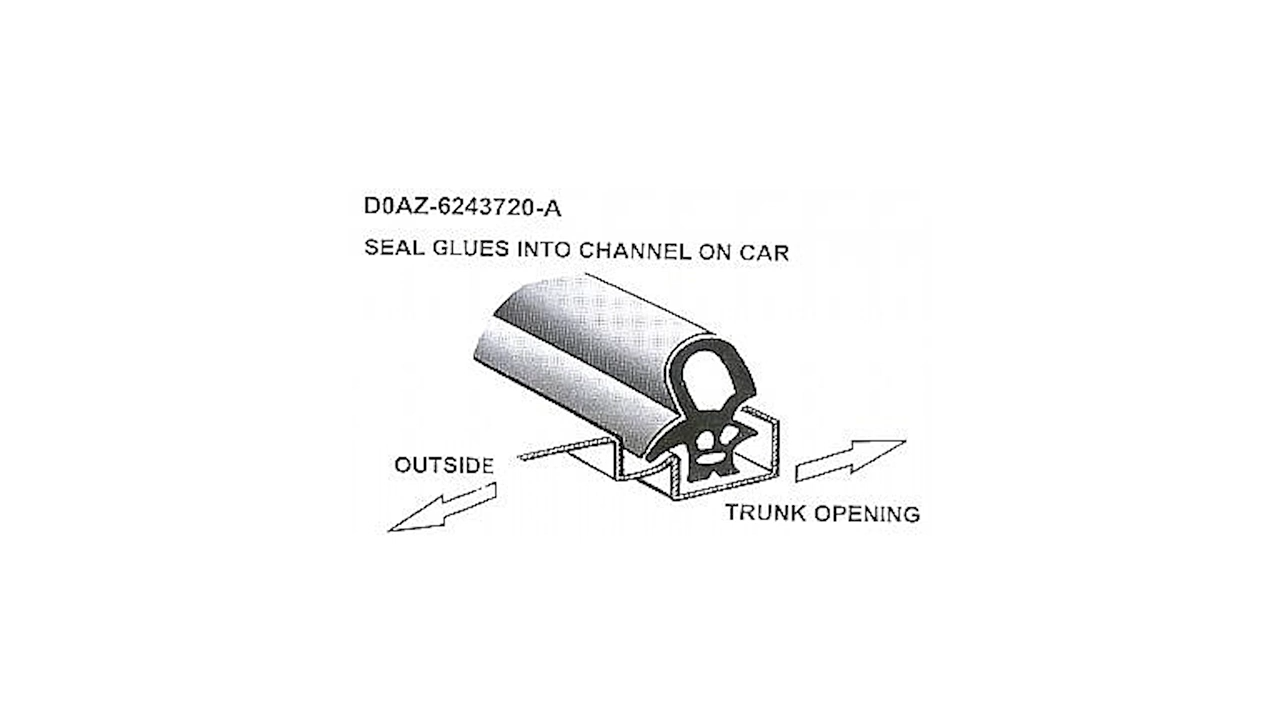 D0AZ-6243720-A
SEAL GLUES INTO CHANNEL ON CAR
OUTSIDE
TRUNK OPENING